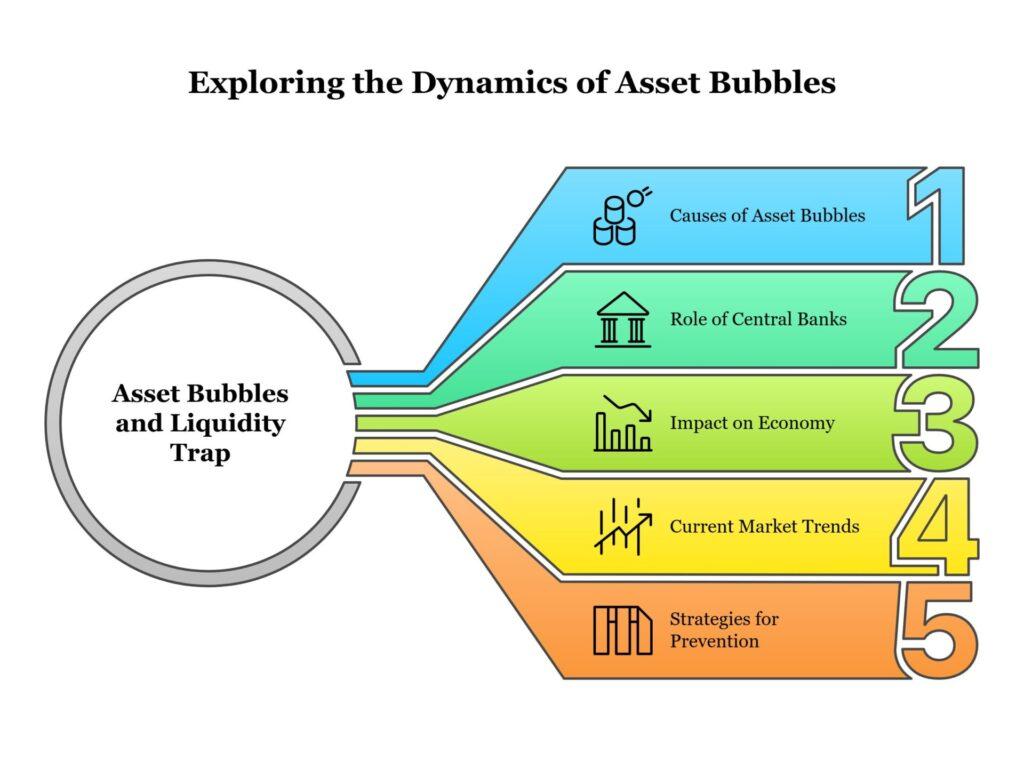 Exploring the Dynamics of Asset Bubbles
Asset Bubbles
and Liquidity
Trap
Causes of Asset Bubbles
1
Role of Central Banks
2
Impact on Economy
3
Current Market Trends
4
Strategies for
Prevention
5